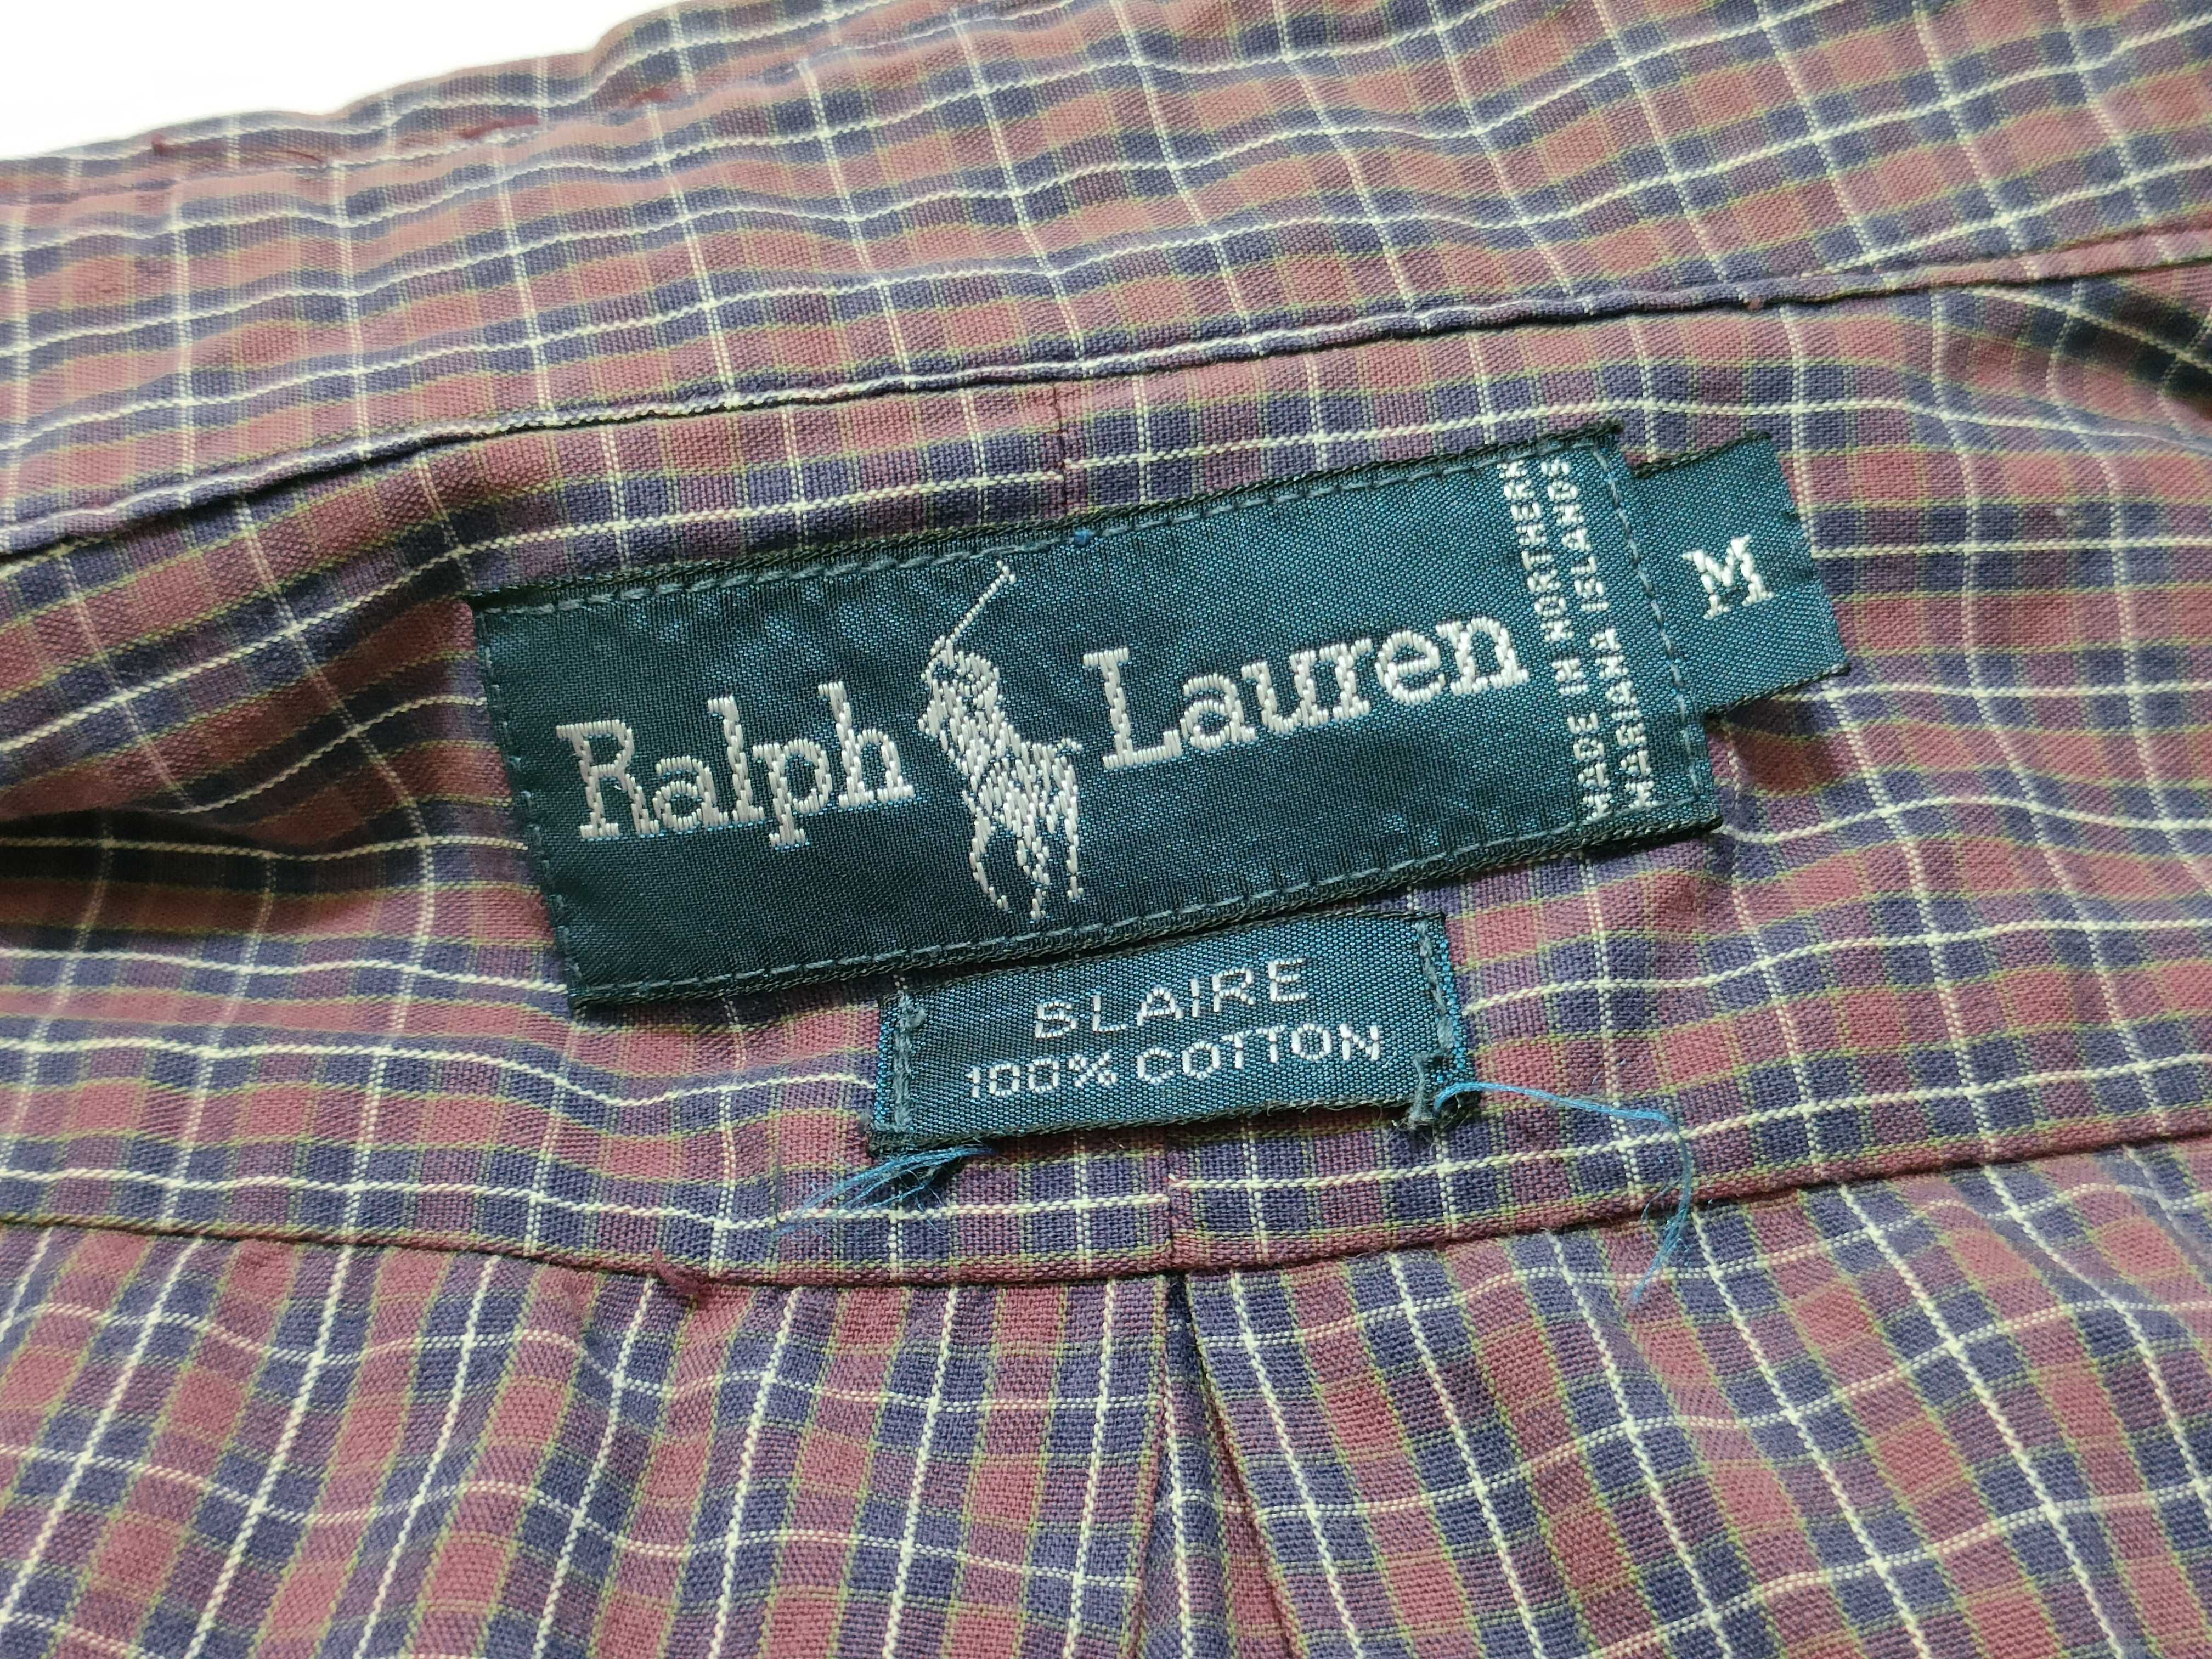 Ralph Lauren
MADE IN NORTHERN
MARIANA ISLANDS
M
BLAIRE
100% COTTON